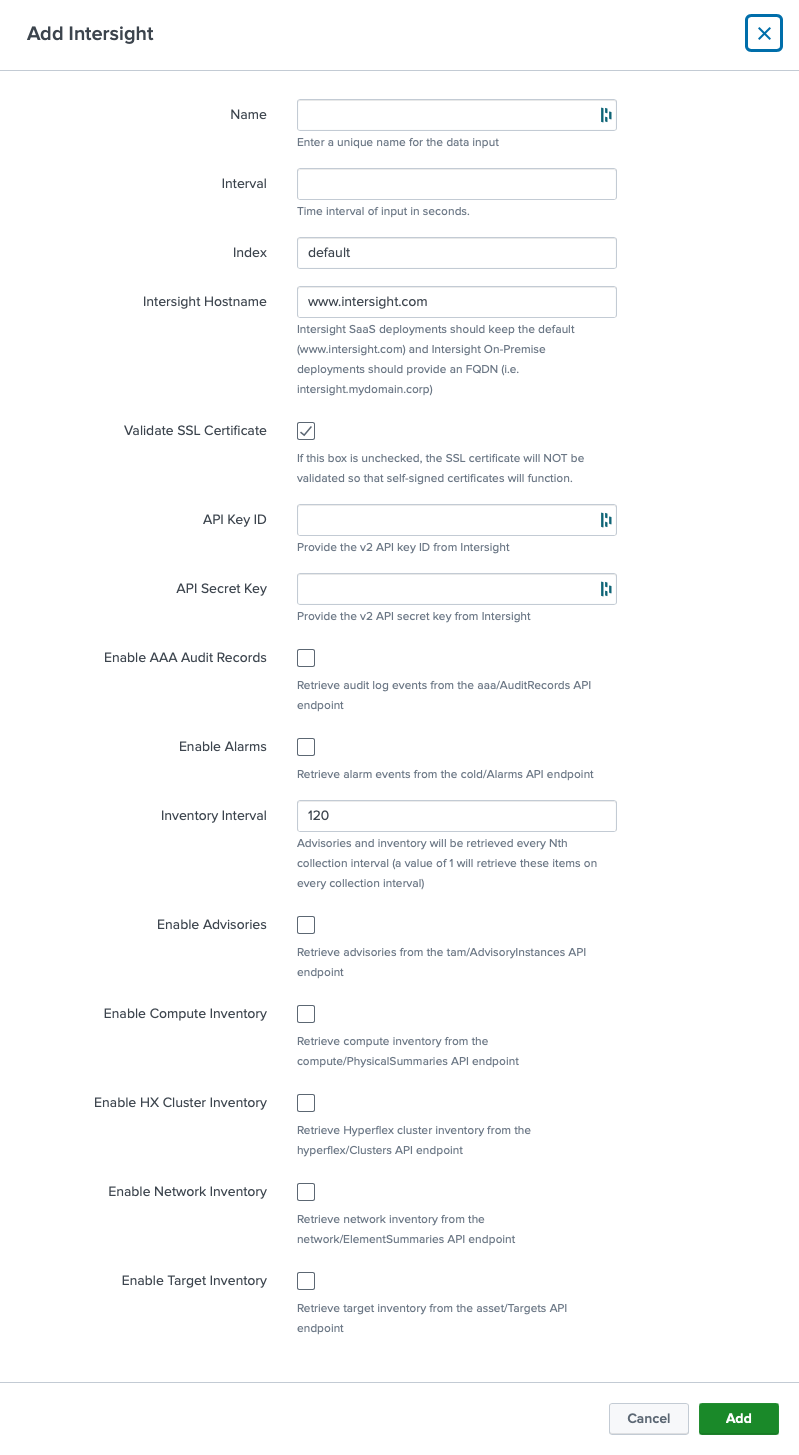 Add Intersight
Name
Enter a unique name for the data input
Interval
Time interval of input in seconds.
Index
default
Intersight Hostname
www.intersight.com
Intersight SaaS deployments should keep the default
(www.intersight.com) and Intersight On-Premise
deployments should provide an FQDN (i.e.
intersight.mydomain.corp)
Validate SSL Certificate
If this box is unchecked, the SSL certificate will NOT be
validated so that self-signed certificates will function.
API Key ID
Provide the v2 API key ID from Intersight
API Secret Key
Provide the v2 API secret key from Intersight
Enable AAA Audit Records
Retrieve audit log events from the aaa/AuditRecords API
endpoint
Enable Alarms
Retrieve alarm events from the cold/Alarms API endpoint
Inventory Interval
120
Advisories and inventory will be retrieved every Nth
collection interval (a value of 1 will retrieve these items on
every collection interval)
Enable Advisories
Retrieve advisories from the tam/AdvisoryInstances API
endpoint
Enable Compute Inventory
Retrieve compute inventory from the
compute/PhysicalSummaries API endpoint
Enable HX Cluster Inventory
Retrieve Hyperflex cluster inventory from the
hyperflex/Clusters API endpoint
Enable Network Inventory
Retrieve network inventory from the
network/ElementSummaries API endpoint
Enable Target Inventory
Retrieve target inventory from the asset/Targets API
endpoint
Cancel
Add